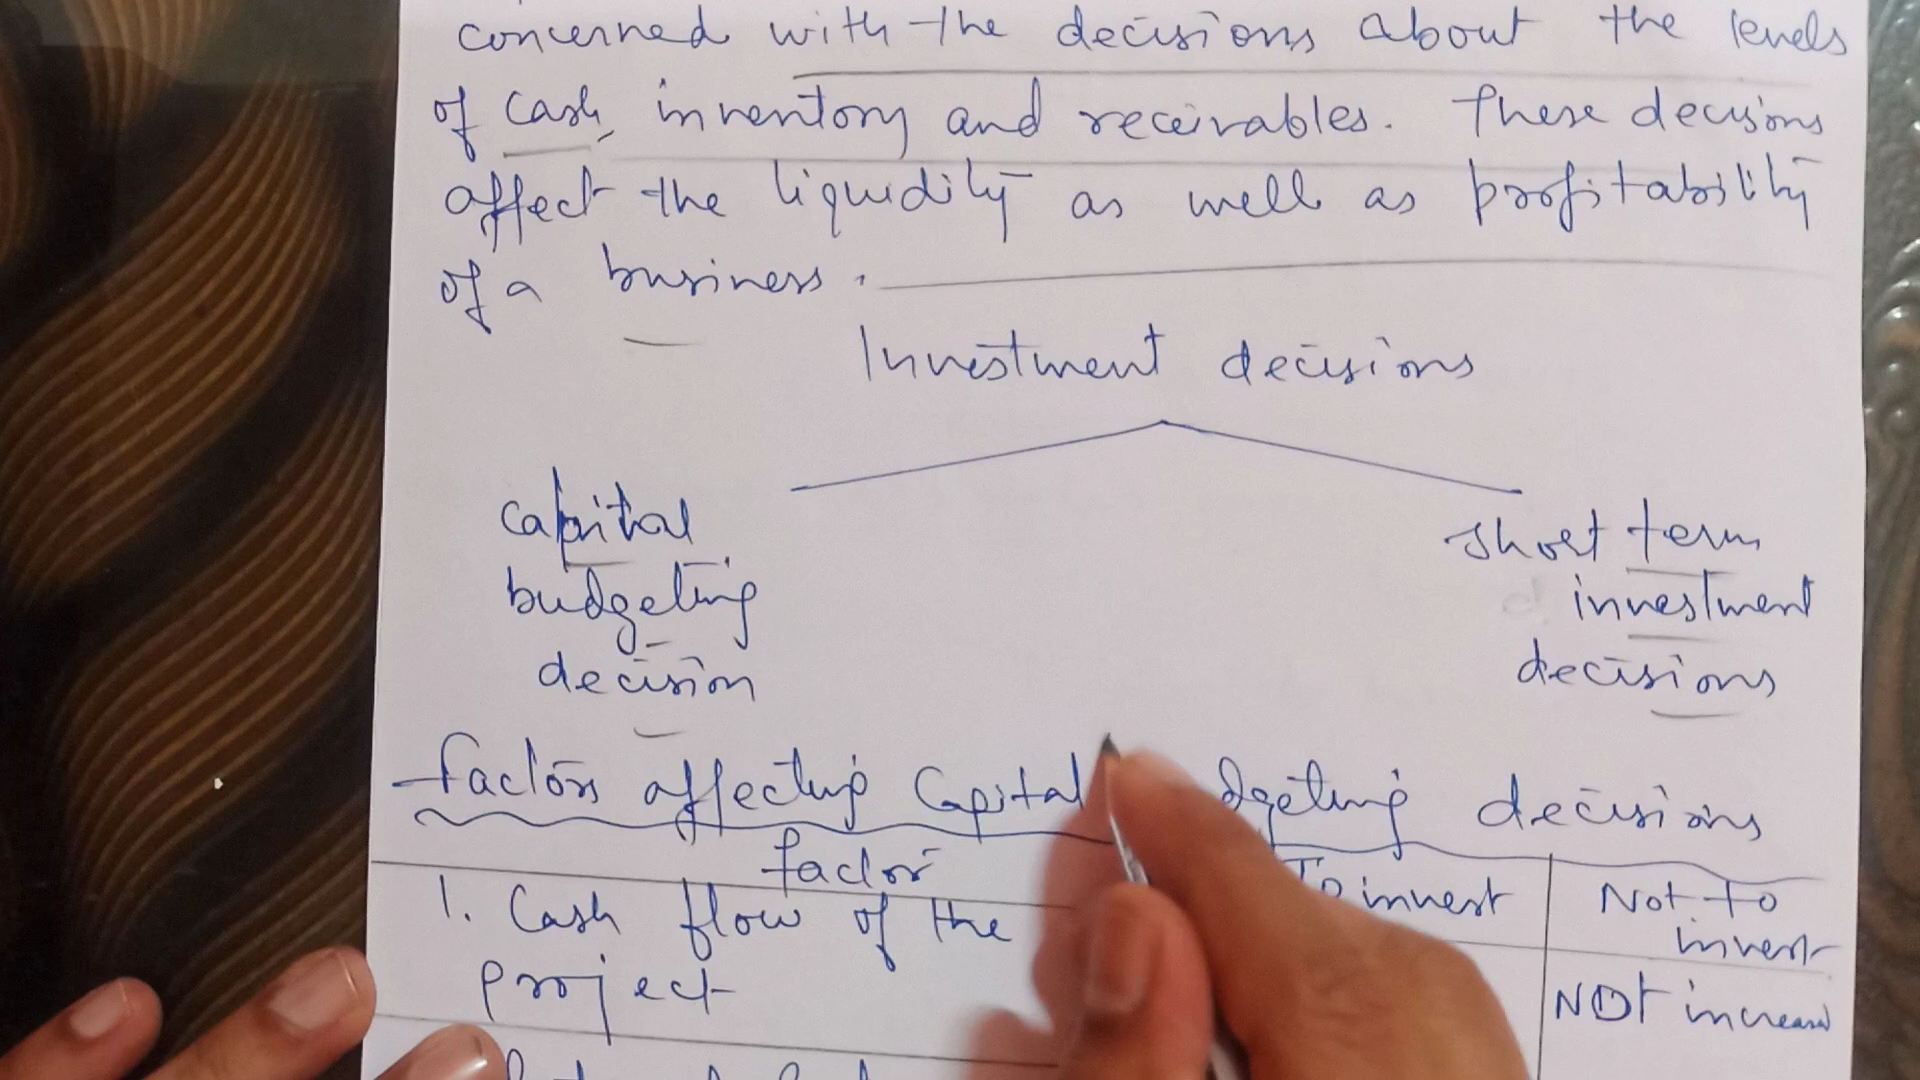 concerned with the decisions about the levels
of cash, inventory and receivables. These decisions
affect the liquidity as well as profitability
of a business.
Investment decisions
capital
budgeting
decision
short term
investment
decisions
Factors affecting Capital dgeting decisions
factor
To invest
Not to
invest
1. Cash flow of the
project
NOt increase